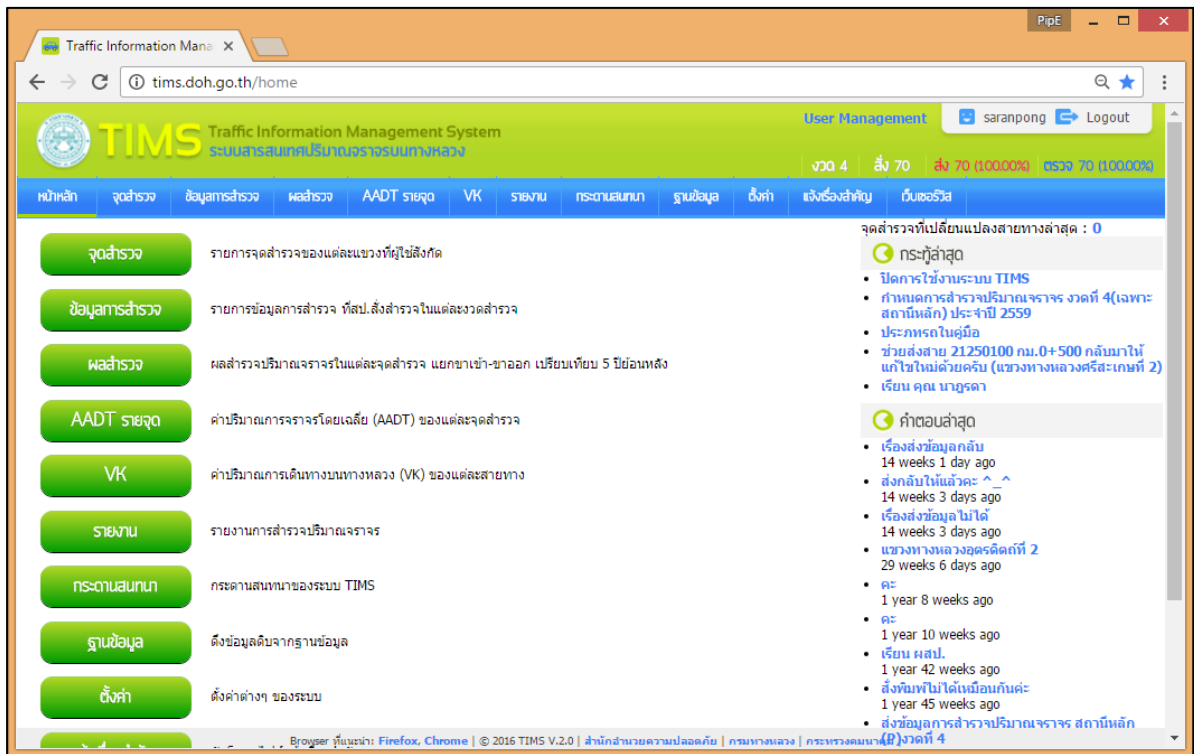 PipE
Traffic Information Mana
tims.doh.go.th/home
TIMS Traffic Information Management System
ระบบสารสนเทศปริมาณจราจรบนทางหลวง
User Management saranpong Logout
งวด 4 สั่ง 70 ส่ง 70 (100.00%) ตรวจ 70 (100.00%)
หน้าหลัก จุดสำรวจ ข้อมูลการสำรวจ ผลสำรวจ AADT รายจุด VK รายงาน กระดานสนทนา ฐานข้อมูล ตั้งค่า แจ้งเรื่องสำคัญ เว็บเซอร์วิส
จุดสำรวจ รายการจุดสำรวจของแต่ละแขวงที่ผู้ใช้สังกัด
ข้อมูลการสำรวจ รายการข้อมูลการสำรวจ ที่สป.สั่งสำรวจในแต่ละงวดสำรวจ
ผลสำรวจ ผลสำรวจปริมาณจราจรในแต่ละจุดสำรวจ แยกขาเข้า-ขาออก เปรียบเทียบ 5 ปีย้อนหลัง
AADT รายจุด ค่าปริมาณการจราจรโดยเฉลี่ย (AADT) ของแต่ละจุดสำรวจ
VK ค่าปริมาณการเดินทางบนทางหลวง (VK) ของแต่ละสายทาง
รายงาน รายงานการสำรวจปริมาณจราจร
กระดานสนทนา กระดานสนทนาของระบบ TIMS
ฐานข้อมูล ดึงข้อมูลดิบจากฐานข้อมูล
ตั้งค่า ตั้งค่าต่างๆ ของระบบ
จุดสำรวจที่เปลี่ยนแปลงสายทางล่าสุด : 0
กระทู้ล่าสุด
ปิดการใช้งานระบบ TIMS
กำหนดการสำรวจปริมาณจราจร งวดที่ 4(เฉพาะ
สถานีหลัก) ประจำปี 2559
ประภทรถในคู่มือ
ช่วยส่งสาย 21250100 กม.0+500 กลับมาให้
แก้ไขใหม่ด้วยครับ (แขวงทางหลวงศรีสะเกษที่ 2)
เรียน คุณ นาฏรดา
คำตอบล่าสุด
เรื่องส่งข้อมูลกลับ
14 weeks 1 day ago
ส่งกลับให้แล้วคะ ^_^
14 weeks 3 days ago
เรื่องส่งข้อมูลไม่ได้
14 weeks 3 days ago
แขวงทางหลวงอุตรดิตถ์ที่ 2
29 weeks 6 days ago
คะ
1 year 8 weeks ago
คะ
1 year 10 weeks ago
เรียน ผสป.
1 year 42 weeks ago
สั่งพิมพ์ไม่ได้เหมือนกันค่ะ
1 year 45 weeks ago
ส่งข้อมูลการสำรวจปริมาณจราจร สถานีหลัก
(P)งวดที่ 4
Browser ที่แนะนำ: Firefox, Chrome | © 2016 TIMS V.2.0 | สำนักอำนวยความปลอดภัย | กรมทางหลวง | กระทรวงคมนาคม